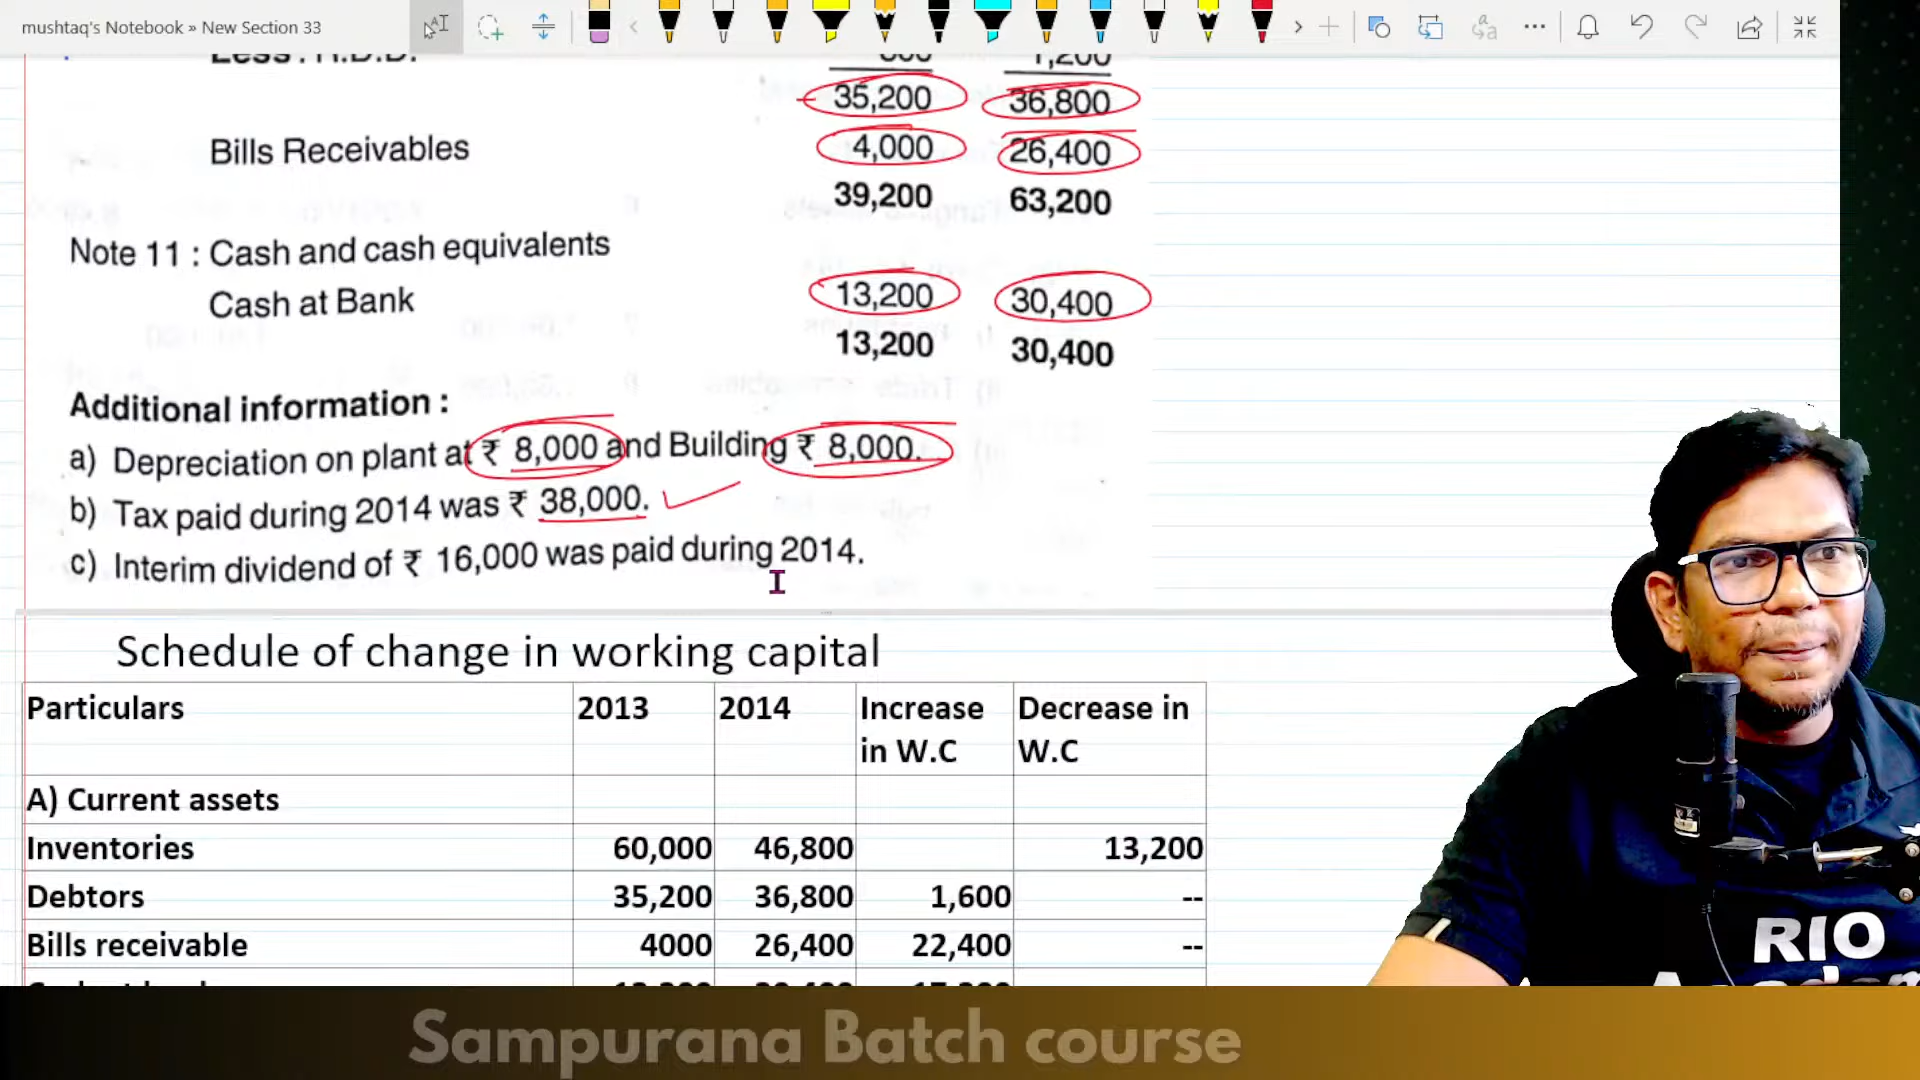 mushtaq's Notebook » New Section 33
35,200 36,800
Bills Receivables 4,000 26,400
39,200 63,200
Note 11 : Cash and cash equivalents
Cash at Bank 13,200 30,400
13,200 30,400
Additional information :
a) Depreciation on plant at ₹ 8,000 and Building ₹ 8,000.
b) Tax paid during 2014 was ₹ 38,000.
c) Interim dividend of ₹ 16,000 was paid during 2014.
Schedule of change in working capital
Particulars 2013 2014 Increase in W.C Decrease in W.C
A) Current assets
Inventories 60,000 46,800 13,200
Debtors 35,200 36,800 1,600 --
Bills receivable 4000 26,400 22,400 --
RIO
Sampurana Batch course